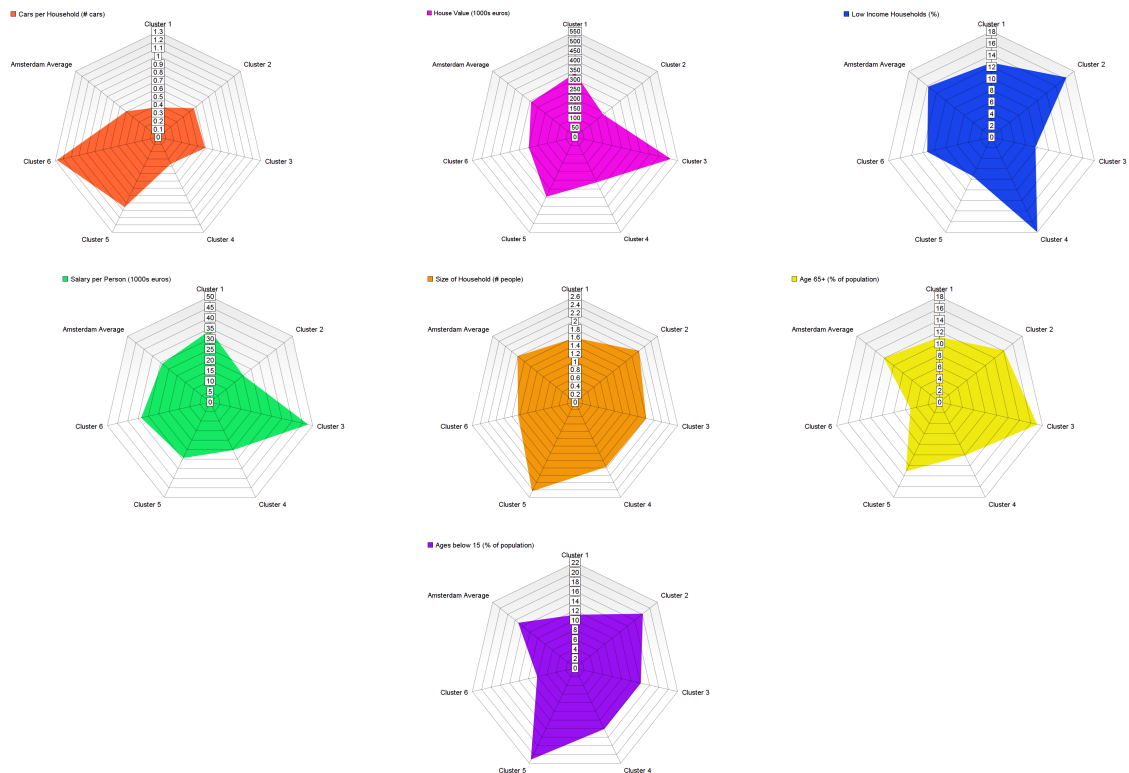 Cars per Household (# cars)
Cluster 1
1.3
1.2
1.1
1
0.9
0.8
0.7
0.6
0.5
0.4
0.3
0.2
0.1
0
Amsterdam Average
Cluster 2
Cluster 6
Cluster 3
Cluster 5
Cluster 4
House Value (1000s euros)
Cluster 1
550
500
450
400
350
300
250
200
150
100
50
0
Amsterdam Average
Cluster 2
Cluster 6
Cluster 3
Cluster 5
Cluster 4
Low Income Households (%)
Cluster 1
18
16
14
12
10
8
6
4
2
0
Amsterdam Average
Cluster 2
Cluster 6
Cluster 3
Cluster 5
Cluster 4
Salary per Person (1000s euros)
Cluster 1
50
45
40
35
30
25
20
15
10
5
0
Amsterdam Average
Cluster 2
Cluster 6
Cluster 3
Cluster 5
Cluster 4
Size of Household (# people)
Cluster 1
2.6
2.4
2.2
2
1.8
1.6
1.4
1.2
1
0.8
0.6
0.4
0.2
0
Amsterdam Average
Cluster 2
Cluster 6
Cluster 3
Cluster 5
Cluster 4
Age 65+ (% of population)
Cluster 1
18
16
14
12
10
8
6
4
2
0
Amsterdam Average
Cluster 2
Cluster 6
Cluster 3
Cluster 5
Cluster 4
Ages below 15 (% of population)
Cluster 1
22
20
18
16
14
12
10
8
6
4
2
0
Amsterdam Average
Cluster 2
Cluster 6
Cluster 3
Cluster 5
Cluster 4